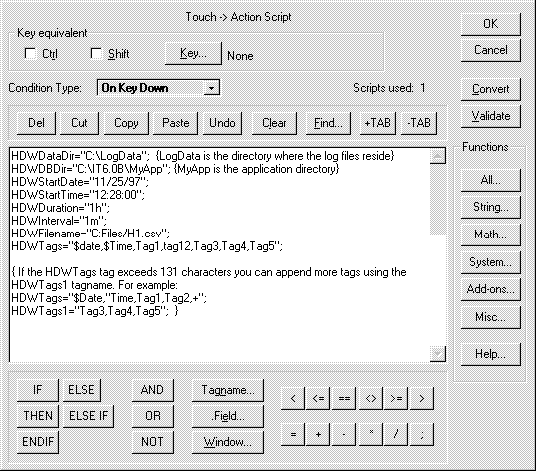 Touch -> Action Script
Key equivalent
Ctrl
Shift
Key...
None
OK
Cancel
Condition Type:
On Key Down
Scripts used: 1
Convert
Validate
Del
Cut
Copy
Paste
Undo
Clear
Find...
+TAB
-TAB
HDWDataDir="C:\LogData"; {LogData is the directory where the log files reside}
HDWDBDir="C:\IT6.0B\MyApp"; {MyApp is the application directory}
HDWStartDate="11/25/97";
HDWStartTime="12:28:00";
HDWDuration="1h";
HDWInterval="1m";
HDWFilename="C:Files/H1.csv";
HDWTags="$date,$Time,Tag1,tag12,Tag3,Tag4,Tag5";
{ If the HDWTags tag exceeds 131 characters you can append more tags using the
HDWTags1 tagname. For example:
HDWTags="$Date,"Time,Tag1,Tag2,+";
HDWTags1="Tag3,Tag4,Tag5"; }
Functions
All...
String...
Math...
System...
Add-ons...
Misc...
Help...
IF
ELSE
AND
Tagname...
THEN
ELSE IF
OR
.Field...
ENDIF
NOT
Window...
< <= == <> >= >
= + - * / ;